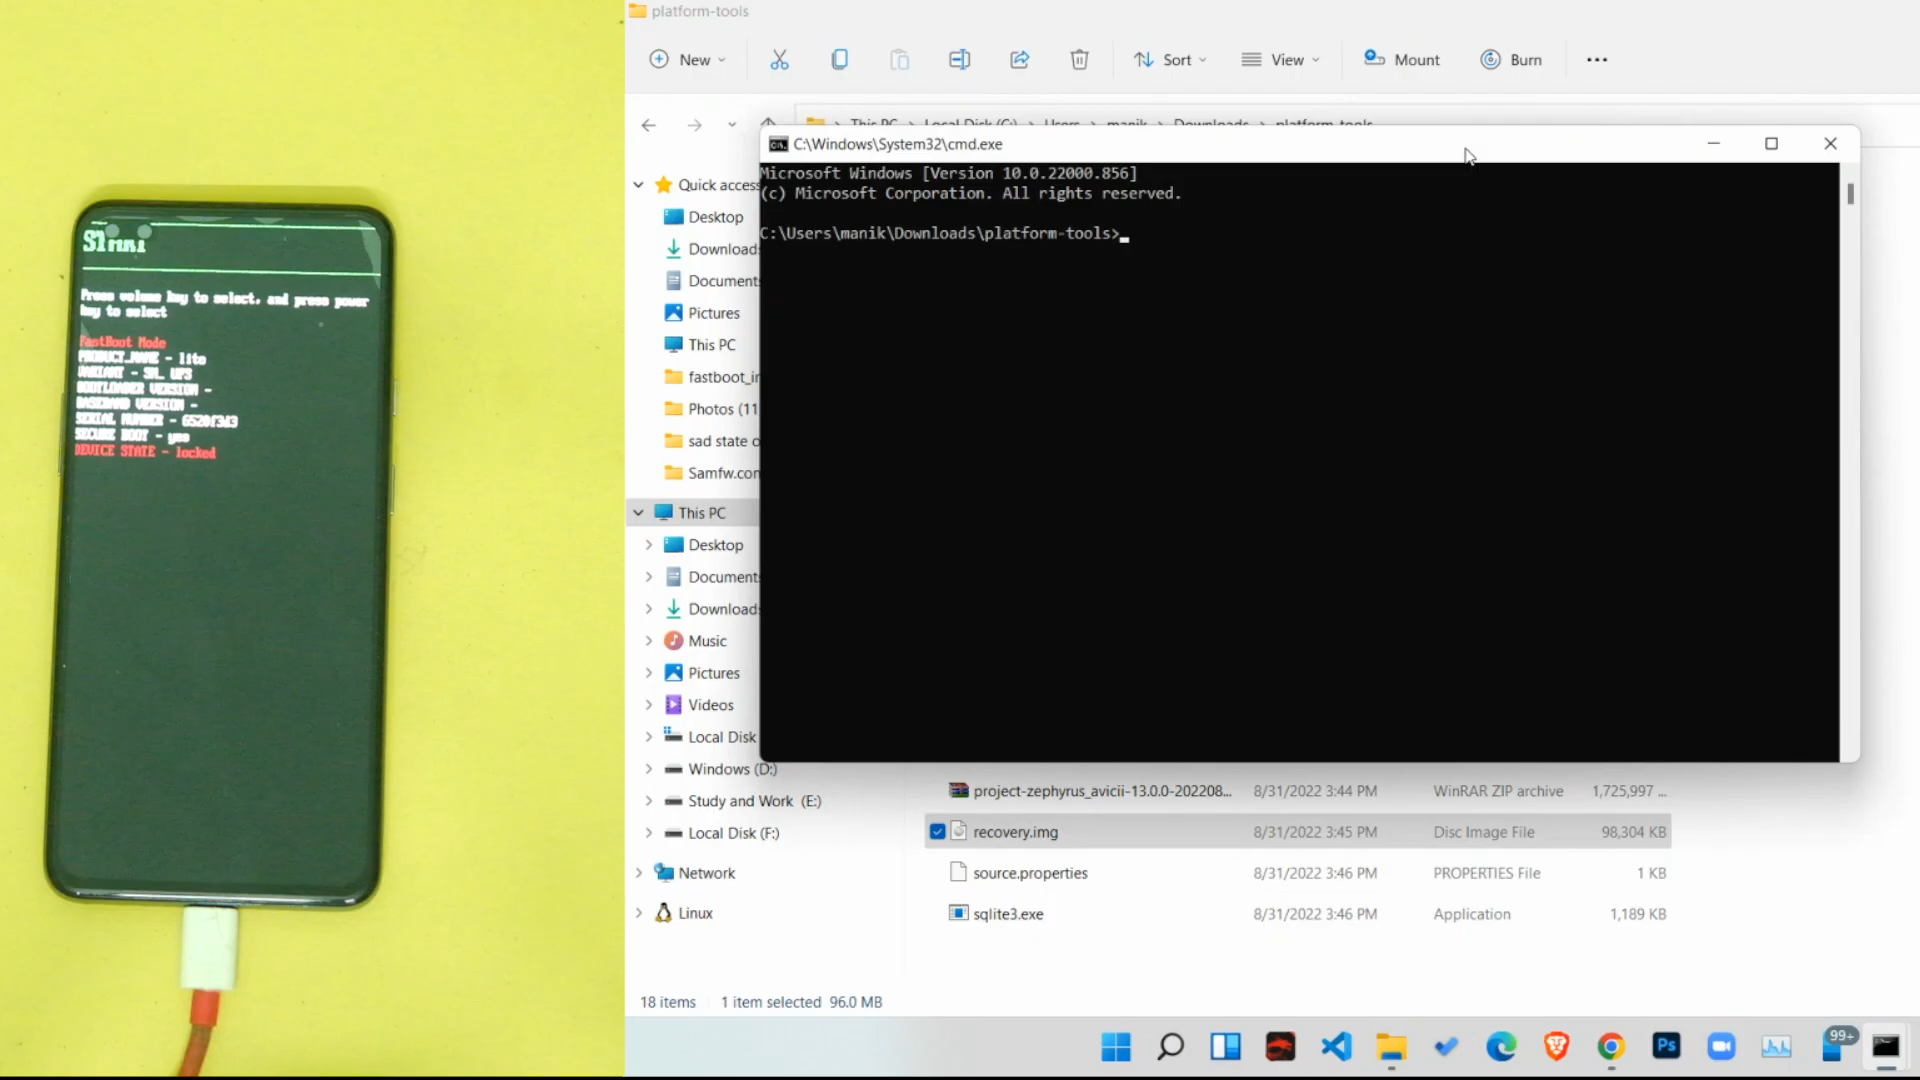 Press volume key to select, and press power
key to select
FastBoot Mode
PRODUCT_NAME - lito
VARIANT - SM_ UFS
BOOTLOADER VERSION -
BASEBAND VERSION -
SERIAL NUMBER - 6520f3d3
SECURE BOOT - yes
DEVICE STATE - locked
platform-tools
New
Sort
View
Mount
Burn
This PC > Local Disk (C:) > Users > manik > Downloads > platform-tools
C:\Windows\System32\cmd.exe
Microsoft Windows [Version 10.0.22000.856]
(c) Microsoft Corporation. All rights reserved.
C:\Users\manik\Downloads\platform-tools>
Quick access
Desktop
Downloads
Documents
Pictures
This PC
fastboot_in
Photos (11
sad state o
Samfw.con
This PC
Desktop
Documents
Downloads
Music
Pictures
Videos
Local Disk
Windows (D:)
Study and Work (E:)
Local Disk (F:)
Network
Linux
project-zephyrus_avicii-13.0.0-202208... 8/31/2022 3:44 PM WinRAR ZIP archive 1,725,997 ...
recovery.img 8/31/2022 3:45 PM Disc Image File 98,304 KB
source.properties 8/31/2022 3:46 PM PROPERTIES File 1 KB
sqlite3.exe 8/31/2022 3:46 PM Application 1,189 KB
18 items 1 item selected 96.0 MB
Ps
99+